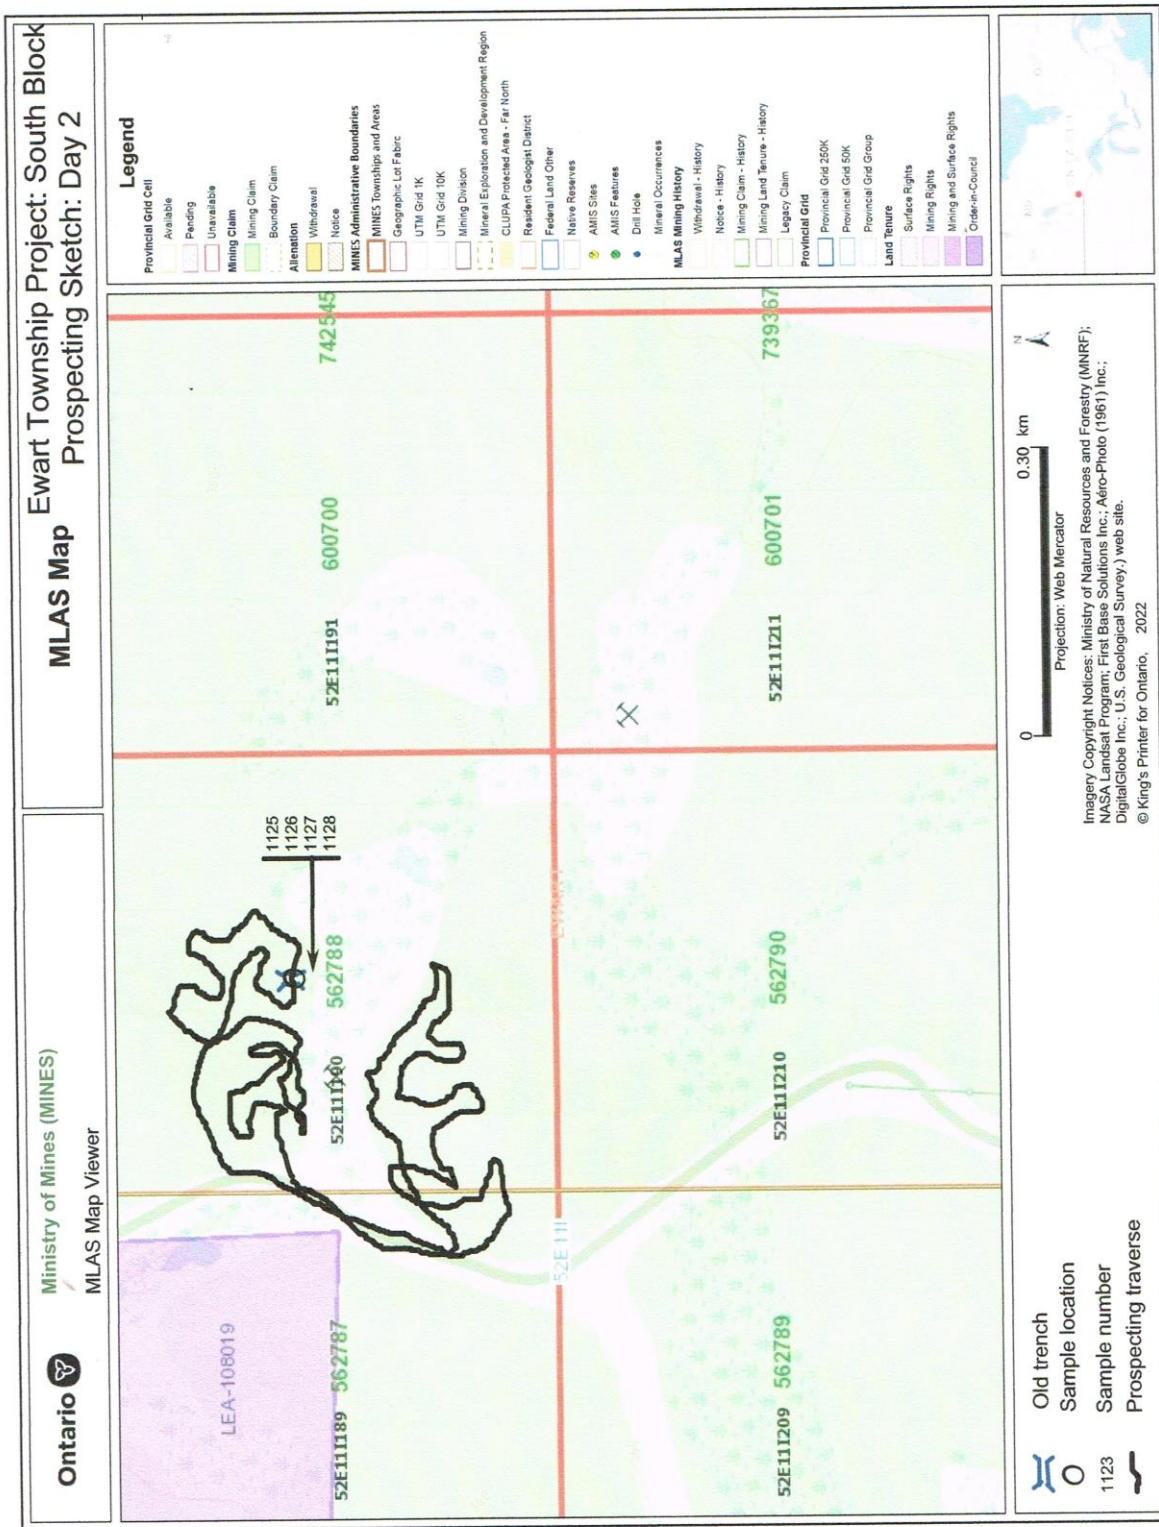 Ontario
Ministry of Mines (MINES)
MLAS Map Viewer
MLAS Map
Ewart Township Project: South Block
Prospecting Sketch: Day 2
LEA-108019
52E11I189 562787
52E11I190 562788
52E11I191 600700
742545
1125
1126
1127
1128
52E11I
EWART
52E11I209 562789
52E11I210 562790
52E11I211 600701
739367
Legend
Provincial Grid Cell
Available
Pending
Unavailable
Mining Claim
Mining Claim
Boundary Claim
Alienation
Withdrawal
Notice
MINES Administrative Boundaries
MINES Townships and Areas
Geographic Lot Fabric
UTM Grid 1K
UTM Grid 10K
Mining Division
Mineral Exploration and Development Region
CLUPA Protected Area - Far North
Resident Geologist District
Federal Land Other
Native Reserves
AMIS Sites
AMIS Features
Drill Hole
Mineral Occurrences
MLAS Mining History
Withdrawal - History
Notice - History
Mining Claim - History
Mining Land Tenure - History
Legacy Claim
Provincial Grid
Provincial Grid 250K
Provincial Grid 50K
Provincial Grid Group
Land Tenure
Surface Rights
Mining Rights
Mining and Surface Rights
Order-in-Council
Old trench
Sample location
1123 Sample number
Prospecting traverse
0 0.30 km
N
Projection: Web Mercator
Imagery Copyright Notices: Ministry of Natural Resources and Forestry (MNRF);
NASA Landsat Program; First Base Solutions Inc.; Aéro-Photo (1961) Inc.;
DigitalGlobe Inc.; U.S. Geological Survey.) web site.
© King's Printer for Ontario, 2022